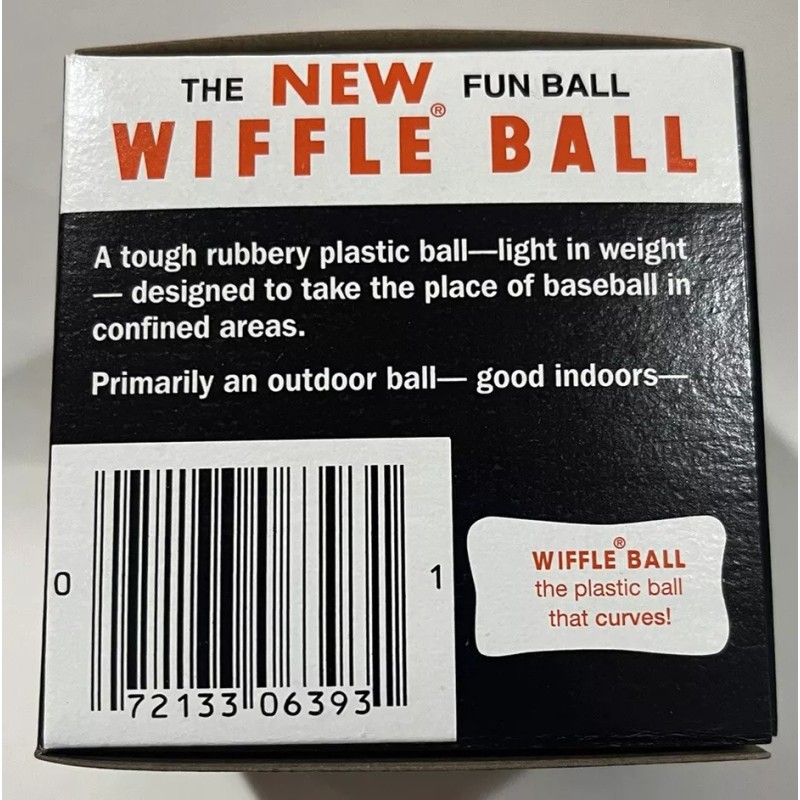 THE NEW FUN BALL
WIFFLE® BALL
A tough rubbery plastic ball—light in weight
— designed to take the place of baseball in
confined areas.
Primarily an outdoor ball— good indoors—
0 72133 06393 1
WIFFLE® BALL
the plastic ball
that curves!